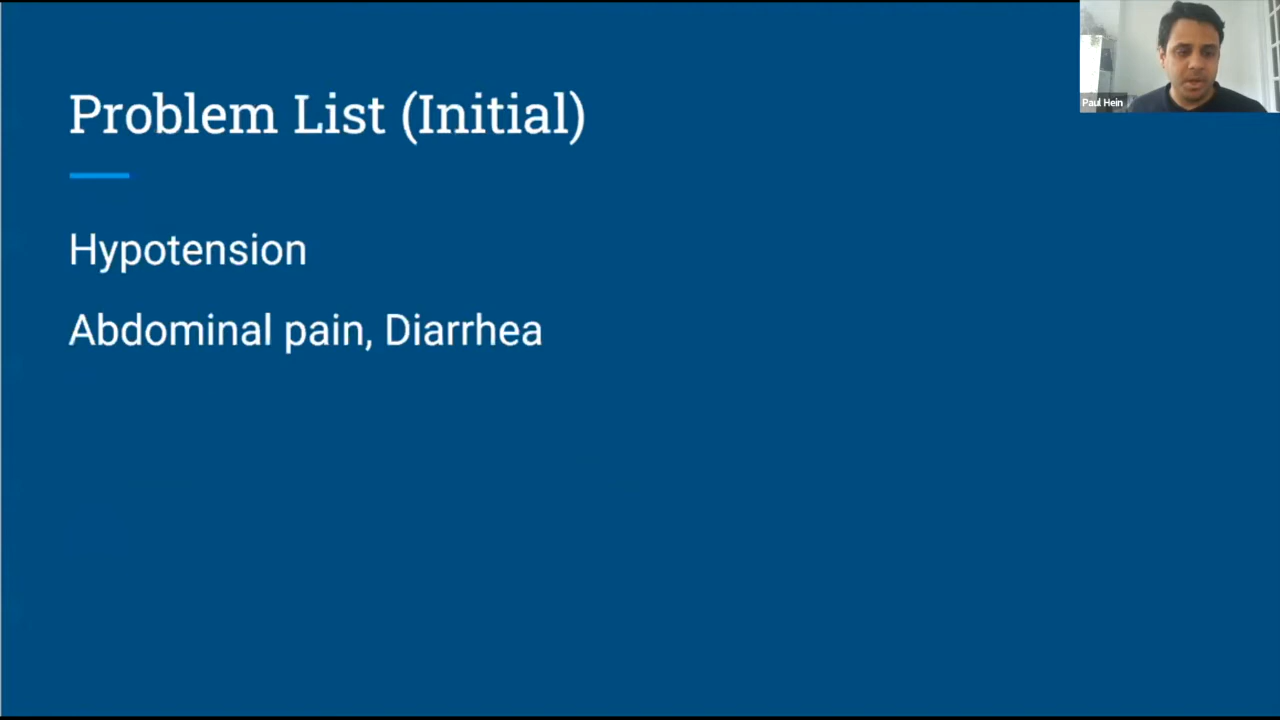 Problem List (Initial)
Hypotension
Abdominal pain, Diarrhea
Paul Hein